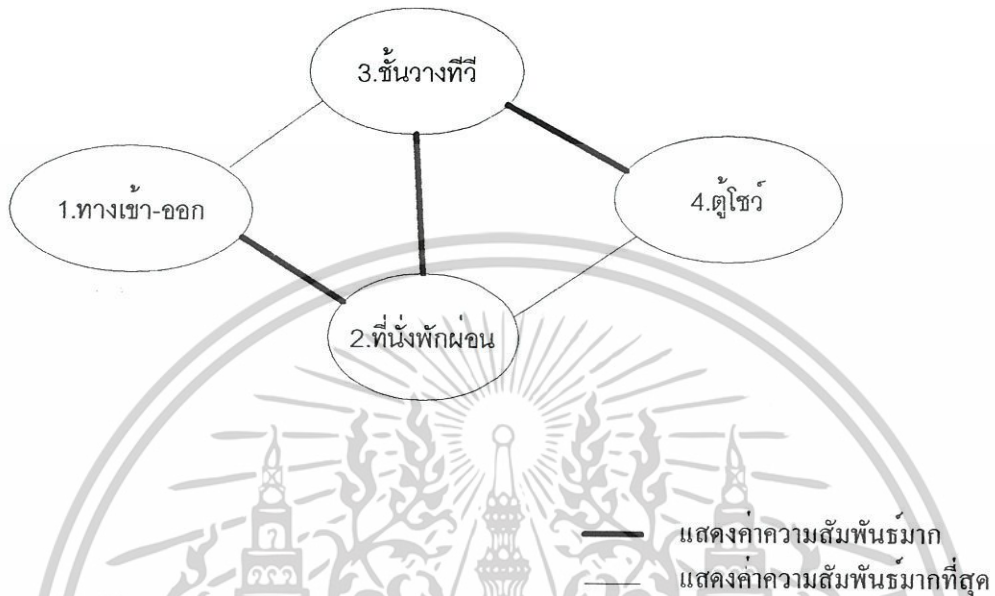 3.ชั้นวางทีวี
1.ทางเข้า-ออก
4.ตู้โชว์
2.ที่นั่งพักผ่อน
แสดงค่าความสัมพันธ์มาก
แสดงค่าความสัมพันธ์มากที่สุด